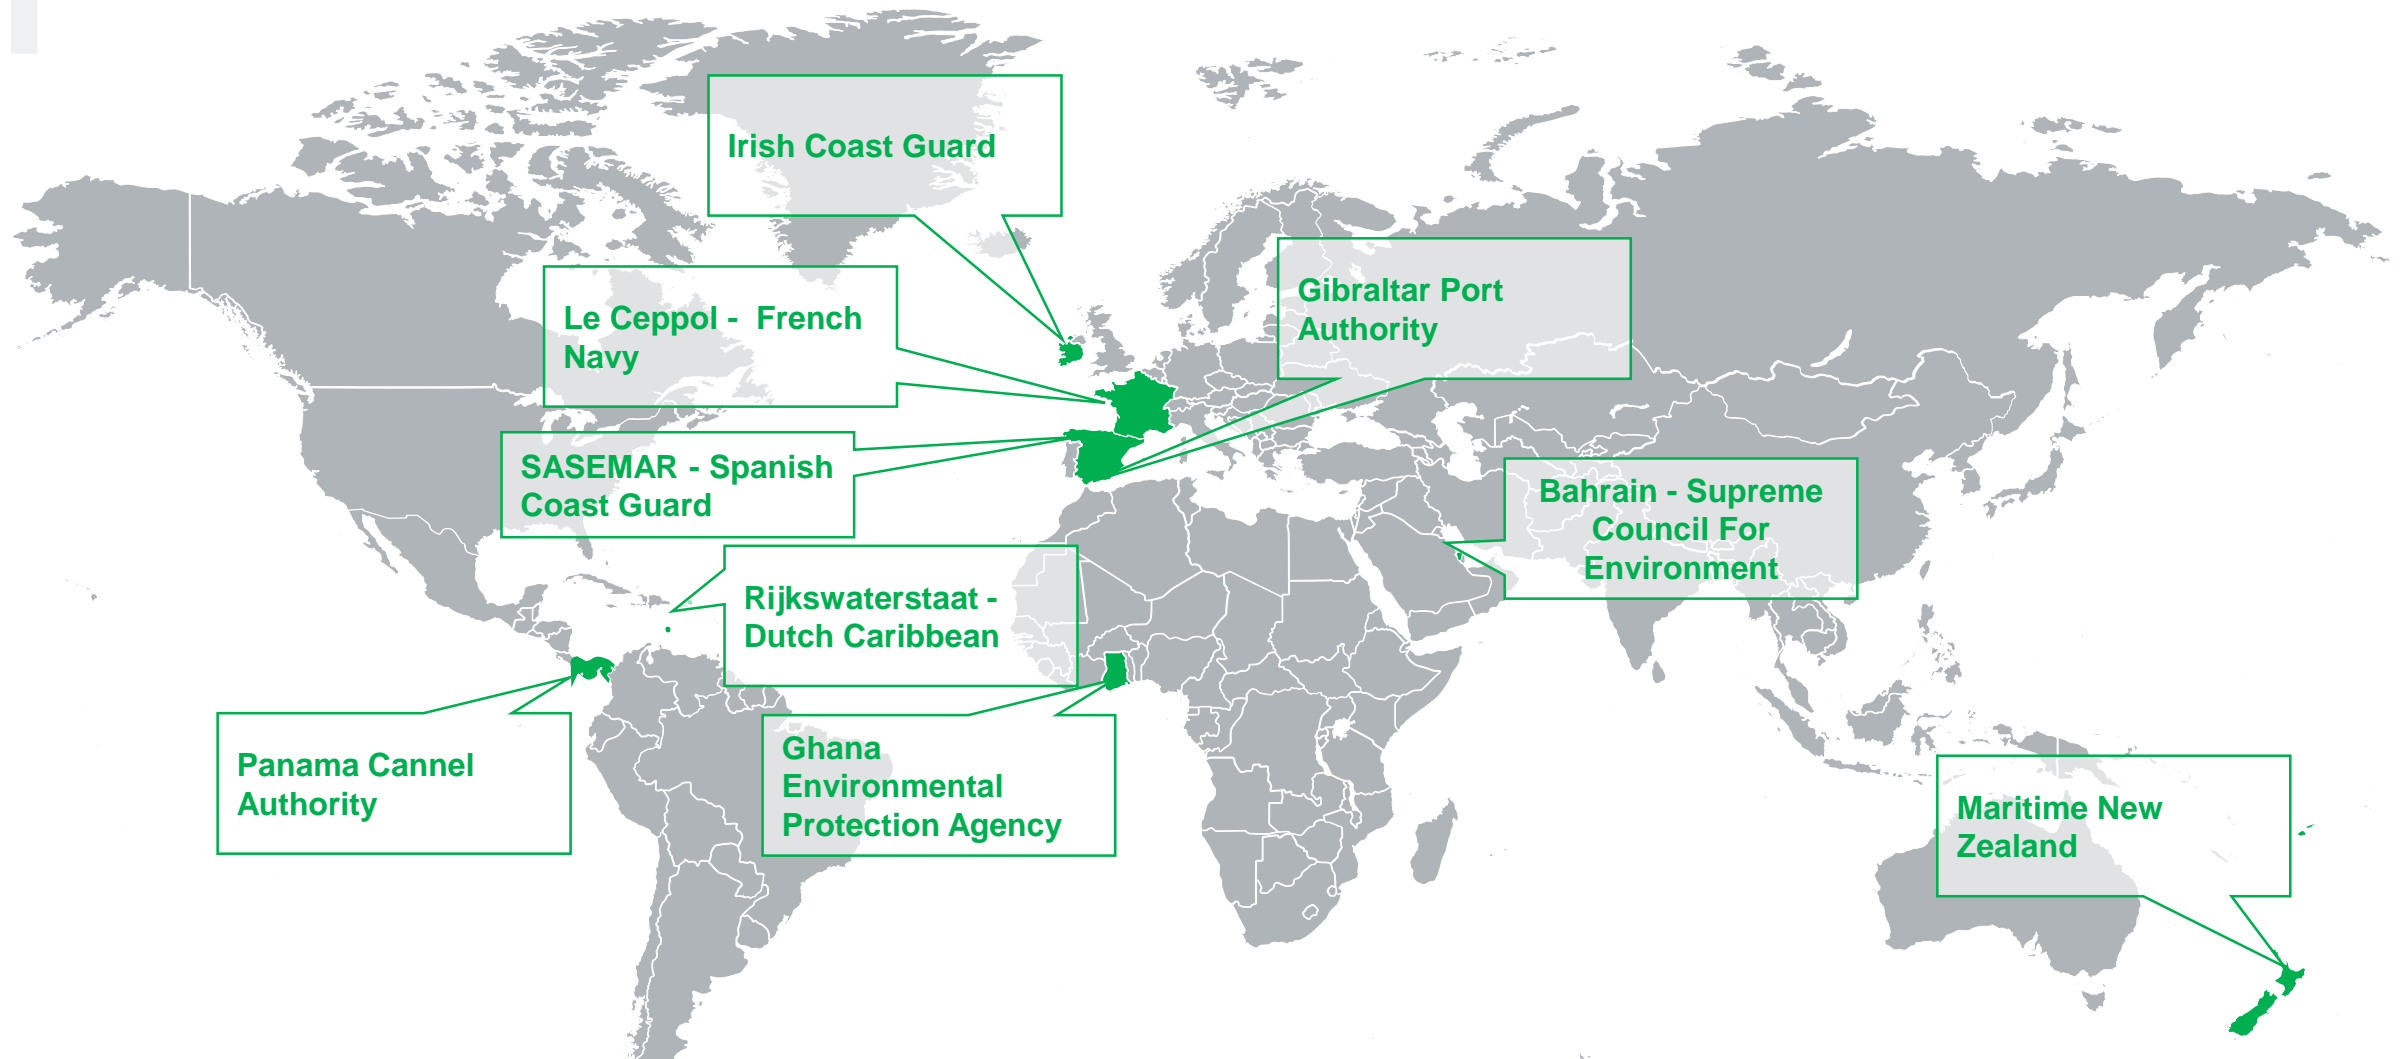 Irish Coast Guard
Le Ceppol -  French
Navy
Gibraltar Port
Authority
SASEMAR - Spanish
Coast Guard
Bahrain - Supreme
Council For
Environment
Rijkswaterstaat -
Dutch Caribbean
Panama Cannel
Authority
Ghana
Environmental
Protection Agency
Maritime New
Zealand